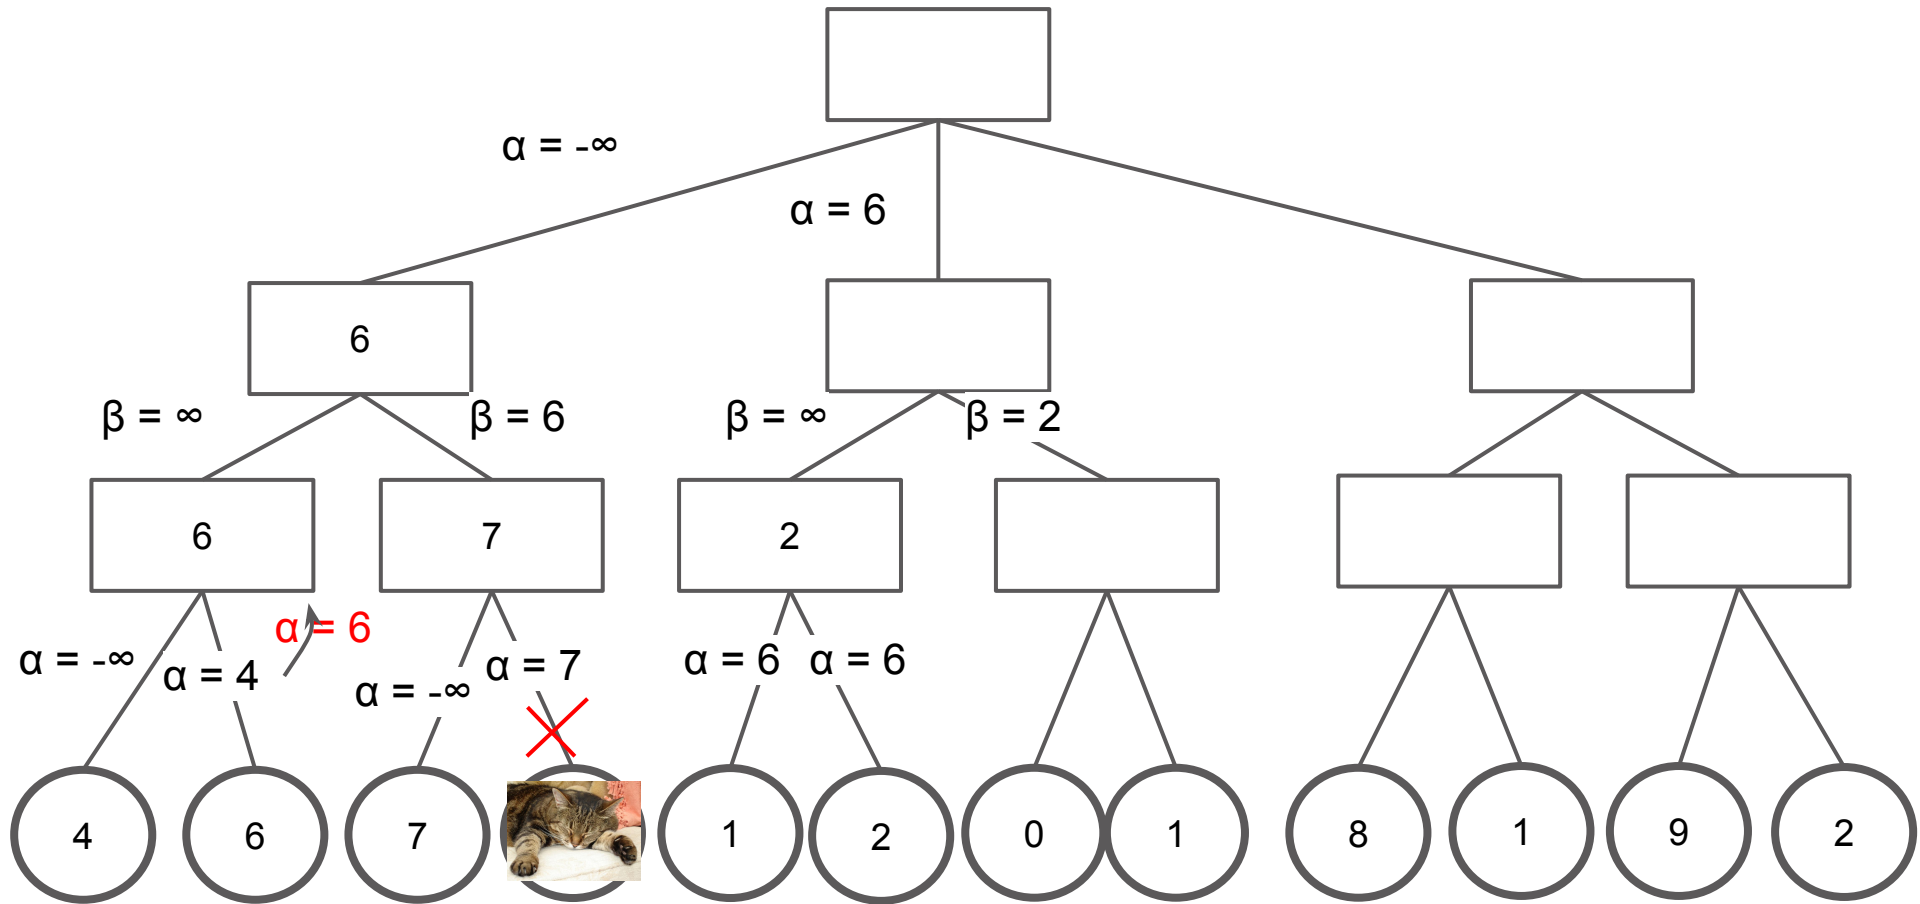 α = -∞
α = 6
6
β = ∞
β = 6
β = ∞
β = 2
6
7
2
α = 6
α = -∞
α = 4
α = -∞
α = 7
α = 6
α = 6
4
6
7
1
2
0
1
8
1
9
2